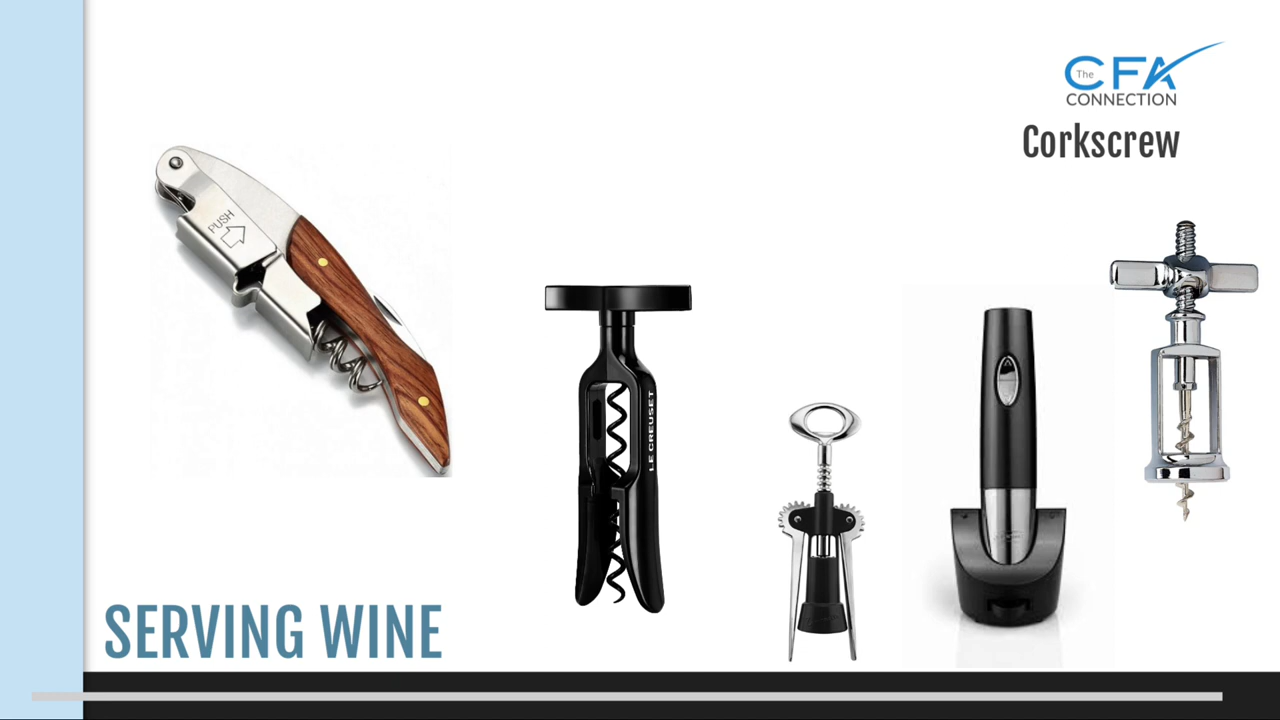 The CFA
CONNECTION
Corkscrew
PUSH
LE CREUSET
SERVING WINE